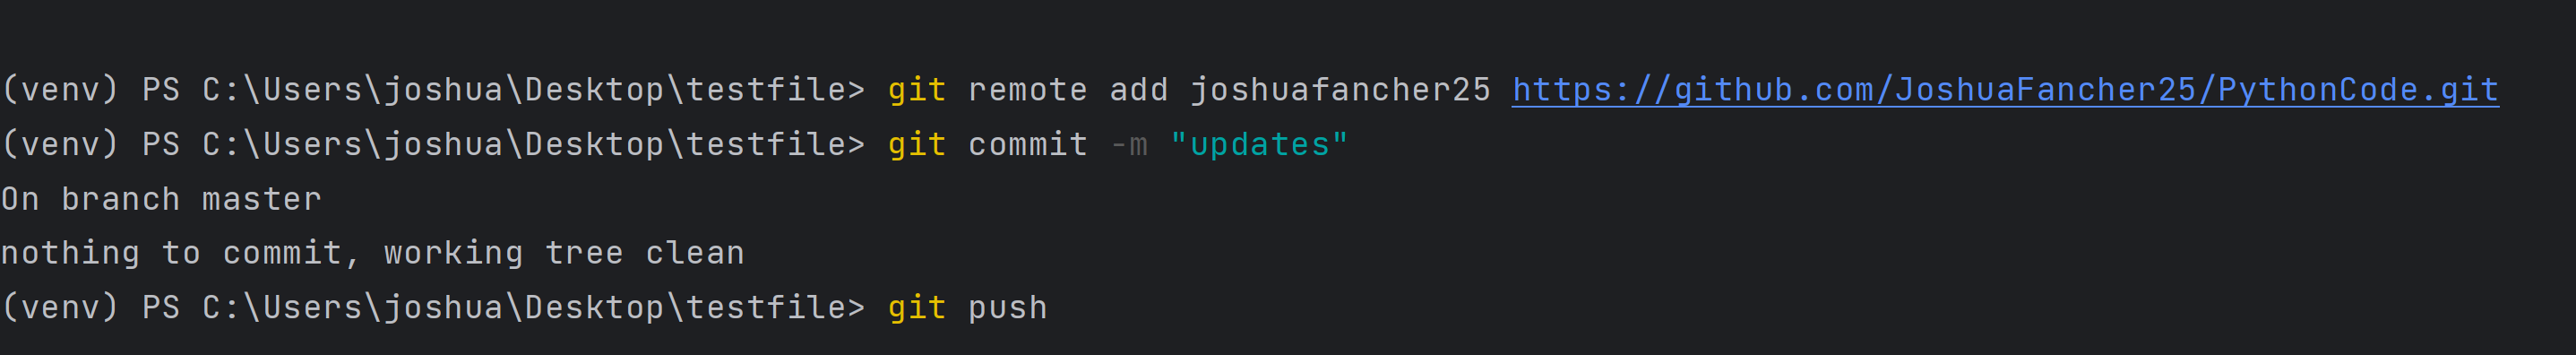 (venv) PS C:\Users\joshua\Desktop\testfile> git remote add joshuafancher25 https://github.com/JoshuaFancher25/PythonCode.git
(venv) PS C:\Users\joshua\Desktop\testfile> git commit -m "updates"
On branch master
nothing to commit, working tree clean
(venv) PS C:\Users\joshua\Desktop\testfile> git push